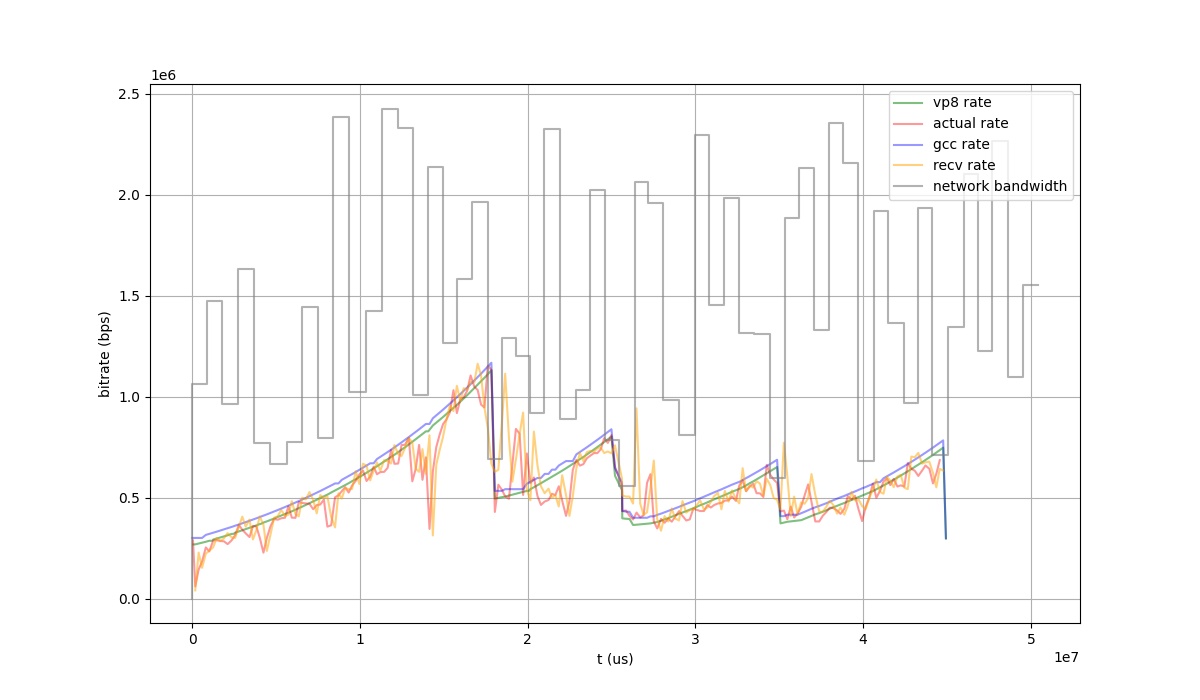 1e6
2.5
2.0
1.5
1.0
0.5
0.0
bitrate (bps)
vp8 rate
actual rate
gcc rate
recv rate
network bandwidth
0
1
2
3
4
5
t (us)
1e7